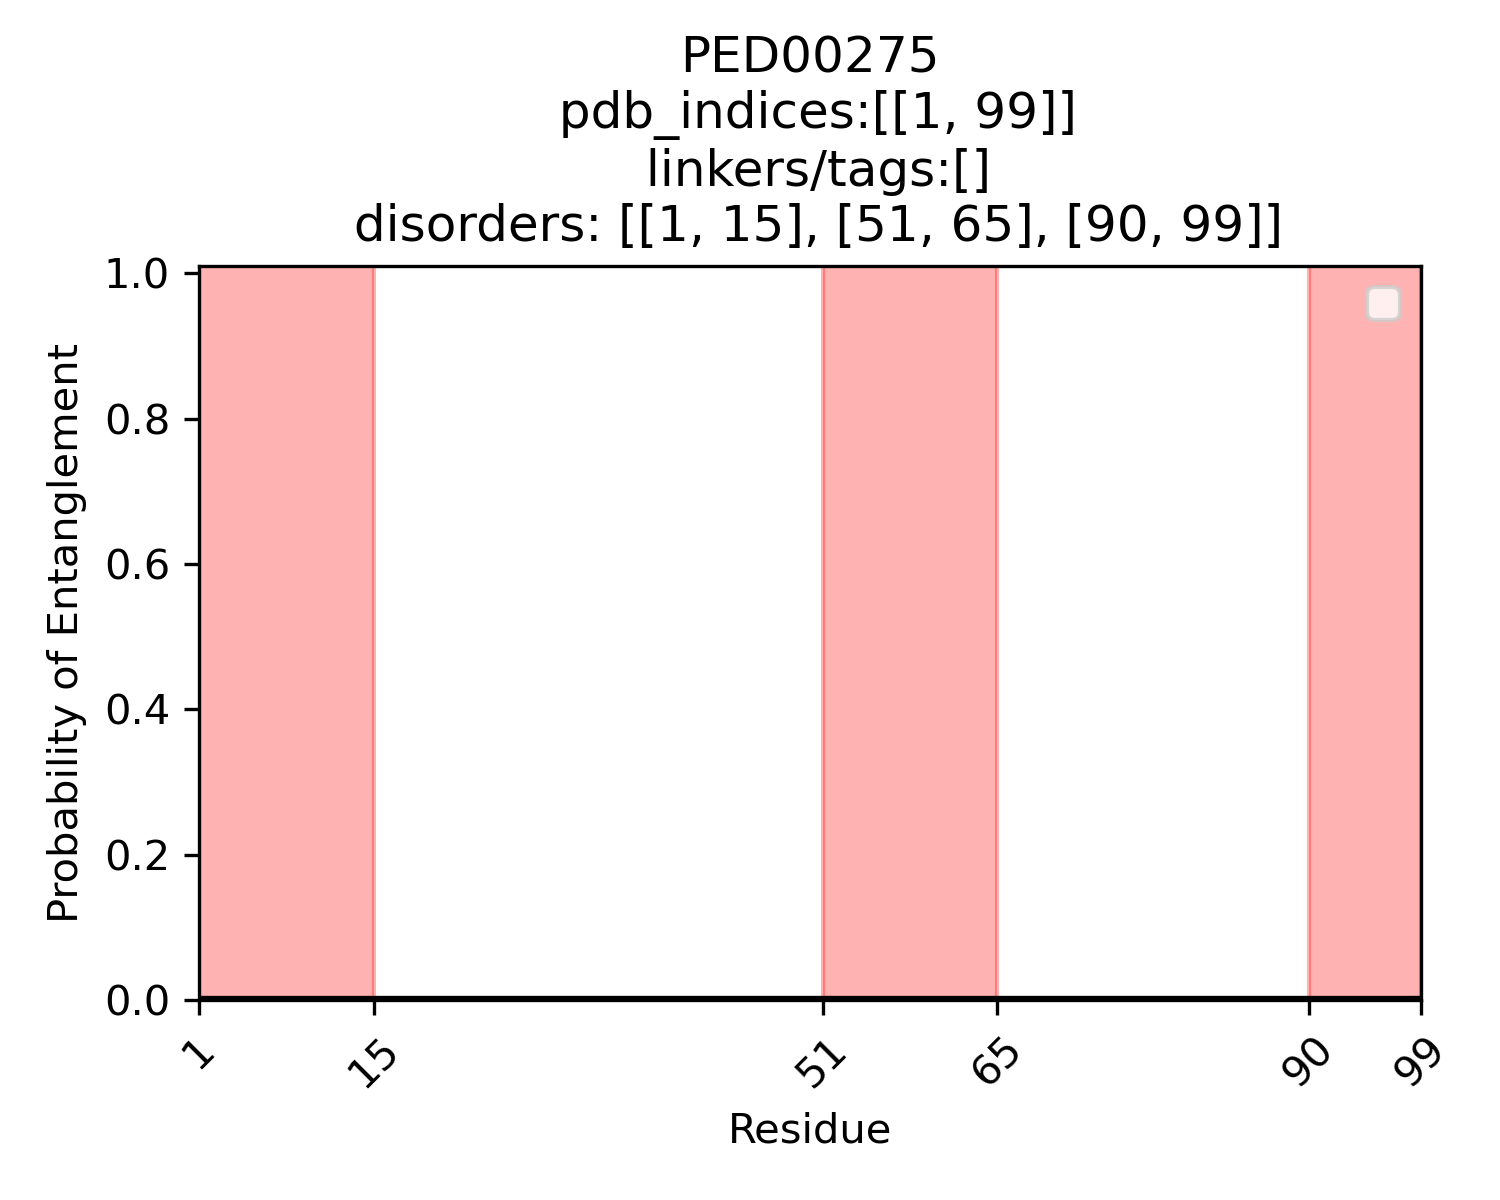 PED00275
pdb_indices:[[1, 99]]
linkers/tags:[]
disorders: [[1, 15], [51, 65], [90, 99]]
1.0
0.8
0.6
0.4
0.2
0.0
Probability of Entanglement
1
15
51
65
90
99
Residue